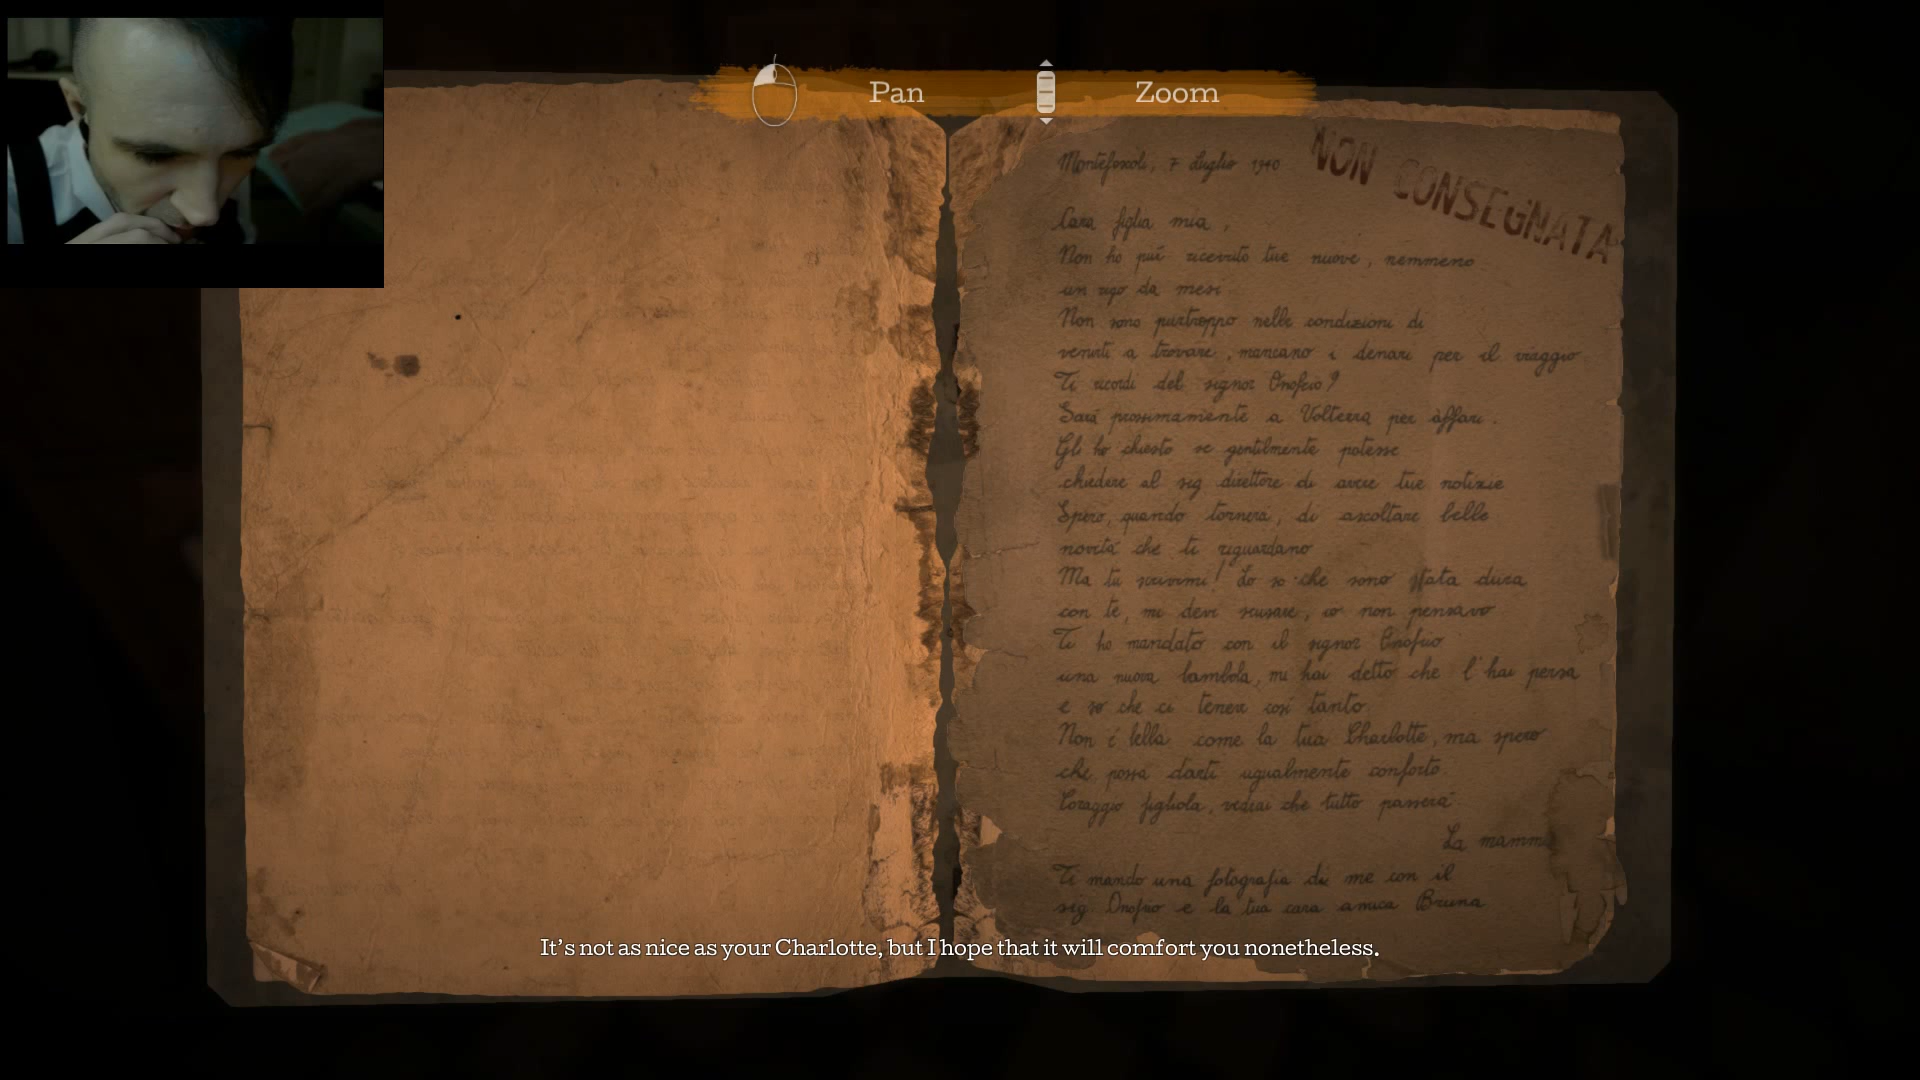 Pan
Zoom
NON CONSEGNATA
Montefoscoli, 7 Luglio 1940
Cara figlia mia,
Non ho più ricevuto tue nuove, nemmeno
un rigo da mesi
Non sono purtroppo nelle condizioni di
venirti a trovare, mancano i denari per il viaggio
Ti ricordi del signor Onofrio?
Sarà prossimamente a Volterra per affari.
Gli ho chiesto se gentilmente potesse
chiedere al sig direttore di avere tue notizie
Spero, quando tornerà, di ascoltare belle
novità che ti riguardano
Ma tu scrivimi! Lo so che sono stata dura
con te, mi devi scusare, io non pensavo
Ti ho mandato con il signor Onofrio
una nuova bambola, mi hai detto che l'hai persa
e so che ci tenevi così tanto
Non è bella come la tua Charlotte, ma spero
che possa darti ugualmente conforto
Coraggio figliola, vedrai che tutto passerà
La mamma
Ti mando una fotografia di me con il
sig. Onofrio e la tua cara amica Bruna
It's not as nice as your Charlotte, but I hope that it will comfort you nonetheless.